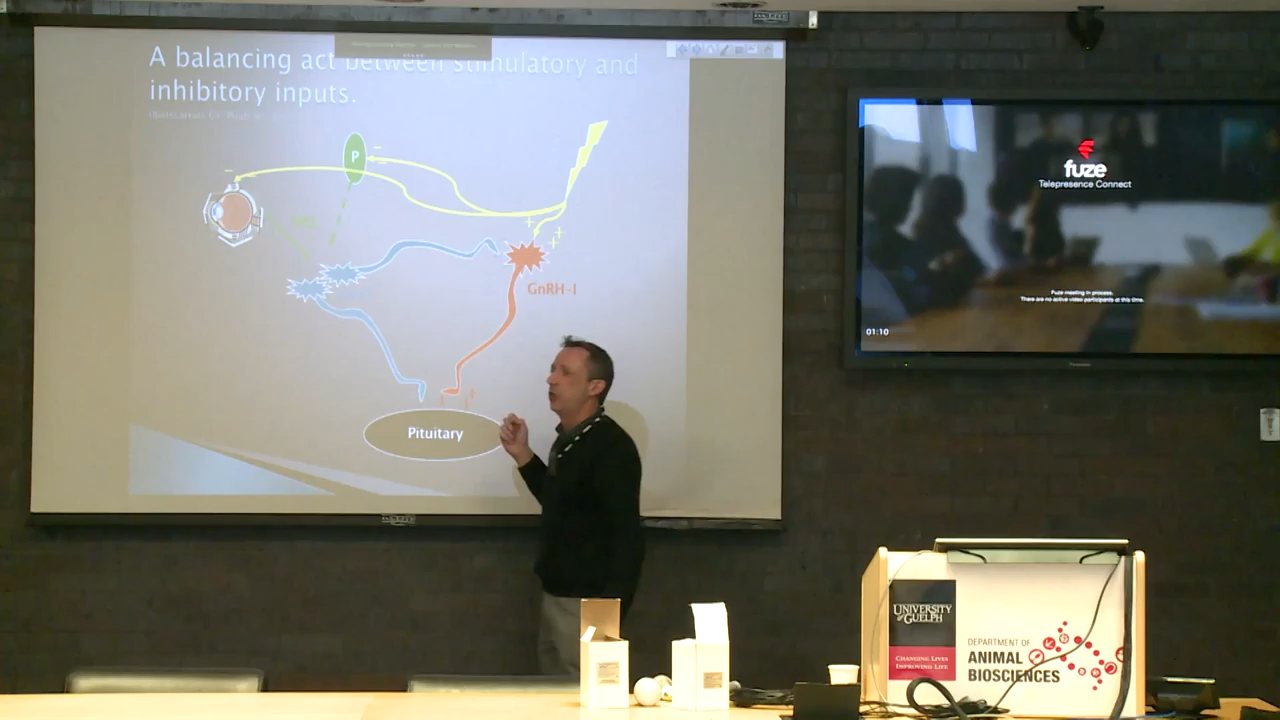 A balancing act between stimulatory and
inhibitory inputs.
P
GnRH-I
Pituitary
fuze
Telepresence Connect
Fuze meeting in process.
There are no active video participants at this time.
01:10
UNIVERSITY
of GUELPH
CHANGING LIVES
IMPROVING LIFE
DEPARTMENT OF
ANIMAL
BIOSCIENCES